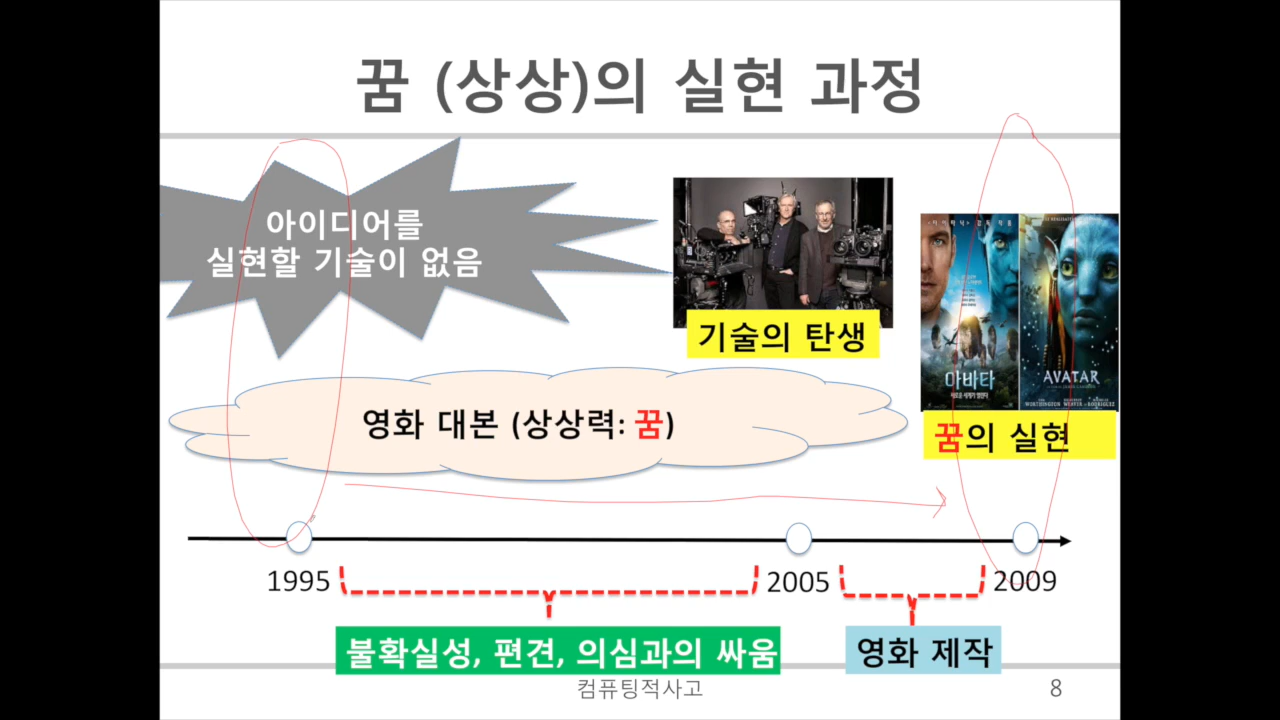 꿈 (상상)의 실현 과정
아이디어를
실현할 기술이 없음
기술의 탄생
아바타
AVATAR
WORTHINGTON WEAVER RODRIGUEZ
꿈의 실현
영화 대본 (상상력: 꿈)
1995
2005
2009
불확실성, 편견, 의심과의 싸움
영화 제작
컴퓨팅적사고
8